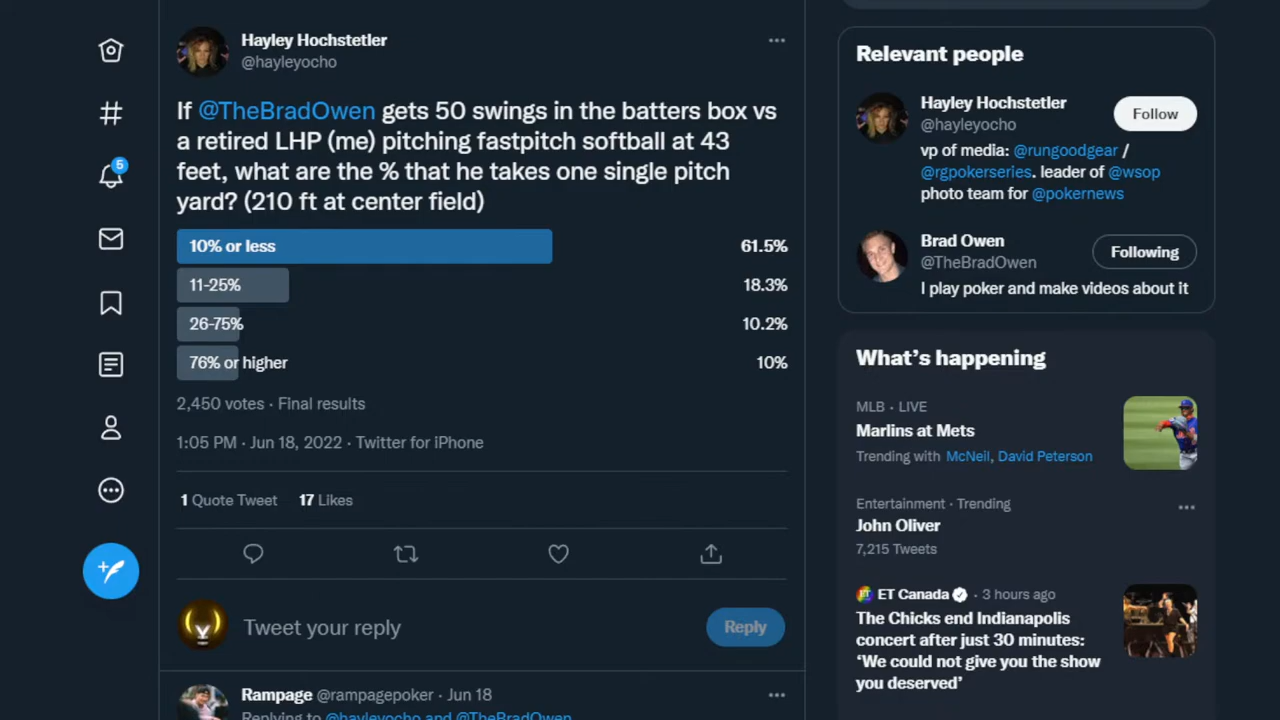 Hayley Hochstetler
@hayleyocho
If @TheBradOwen gets 50 swings in the batters box vs
a retired LHP (me) pitching fastpitch softball at 43
feet, what are the % that he takes one single pitch
yard? (210 ft at center field)
10% or less 61.5%
11-25% 18.3%
26-75% 10.2%
76% or higher 10%
2,450 votes · Final results
1:05 PM · Jun 18, 2022 · Twitter for iPhone
1 Quote Tweet 17 Likes
Tweet your reply
Reply
Rampage @rampagepoker · Jun 18
Replying to @hayleyocho and @TheBradOwen
5
Relevant people
Hayley Hochstetler
@hayleyocho
Follow
vp of media: @rungoodgear /
@rgpokerseries. leader of @wsop
photo team for @pokernews
Brad Owen
@TheBradOwen
Following
I play poker and make videos about it
What's happening
MLB · LIVE
Marlins at Mets
Trending with McNeil, David Peterson
Entertainment · Trending
John Oliver
7,215 Tweets
ET Canada · 3 hours ago
The Chicks end Indianapolis
concert after just 30 minutes:
‘We could not give you the show
you deserved’